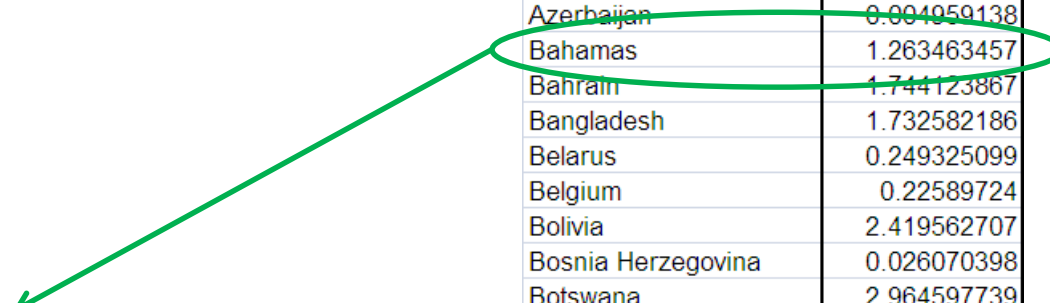 Azerbaijan 0.004959138
Bahamas 1.263463457
Bahrain 1.744123867
Bangladesh 1.732582186
Belarus 0.249325099
Belgium 0.22589724
Bolivia 2.419562707
Bosnia Herzegovina 0.026070398
Botswana 2.964597739